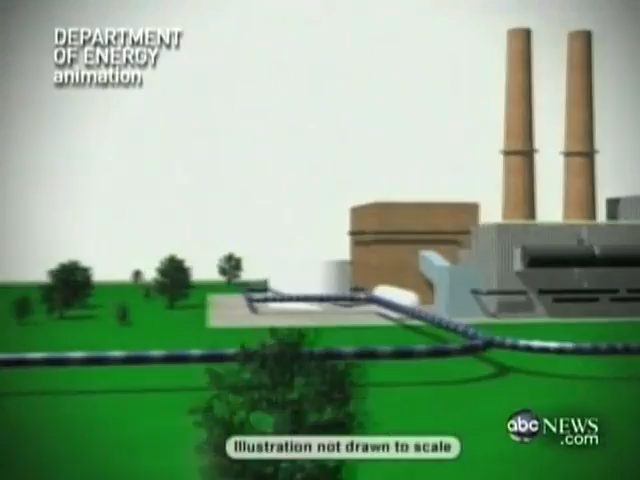 DEPARTMENT
OF ENERGY
animation
Illustration not drawn to scale
abc NEWS
.com